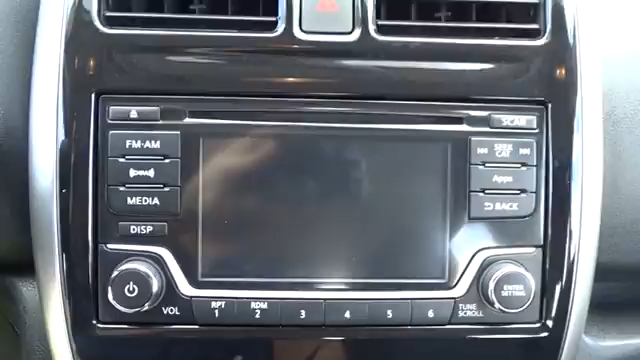 SCAN
FM·AM
SEEK
CAT
((SXM))
Apps
MEDIA
BACK
DISP
ENTER
SETTING
VOL
RPT
1
RDM
2
3
4
5
6
TUNE
SCROLL